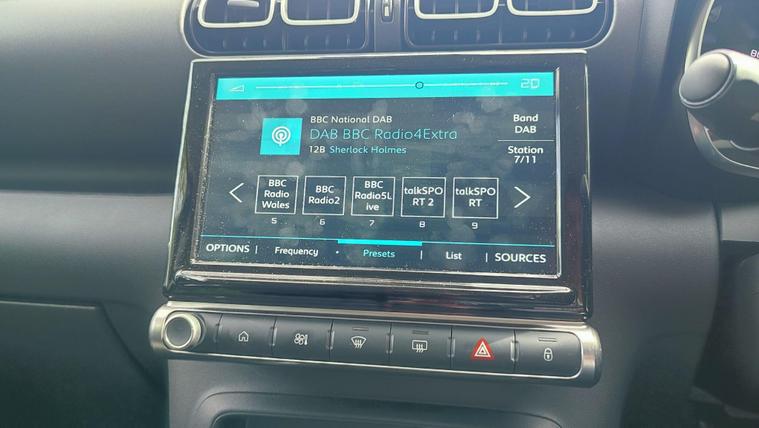 20
BBC National DAB
DAB BBC Radio4Extra
12B Sherlock Holmes
Band
DAB
Station
7/11
BBC
Radio
Wales
5
BBC
Radio2
6
BBC
Radio5L
ive
7
talkSPO
RT 2
8
talkSPO
RT
9
OPTIONS
Frequency
Presets
List
SOURCES